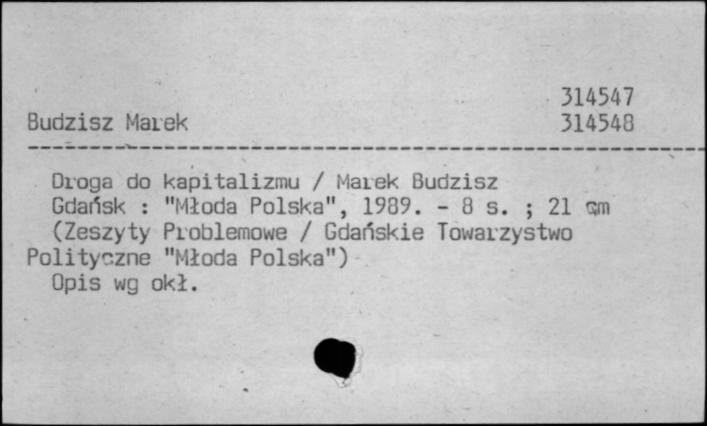 314547
Budzisz Marek 314548
Droga do kapitalizmu / Marek Budzisz
Gdańsk : "Młoda Polska", 1989. - 8 s. ; 21 cm
(Zeszyty Problemowe / Gdańskie Towarzystwo
Polityczne "Młoda Polska")
Opis wg okł.